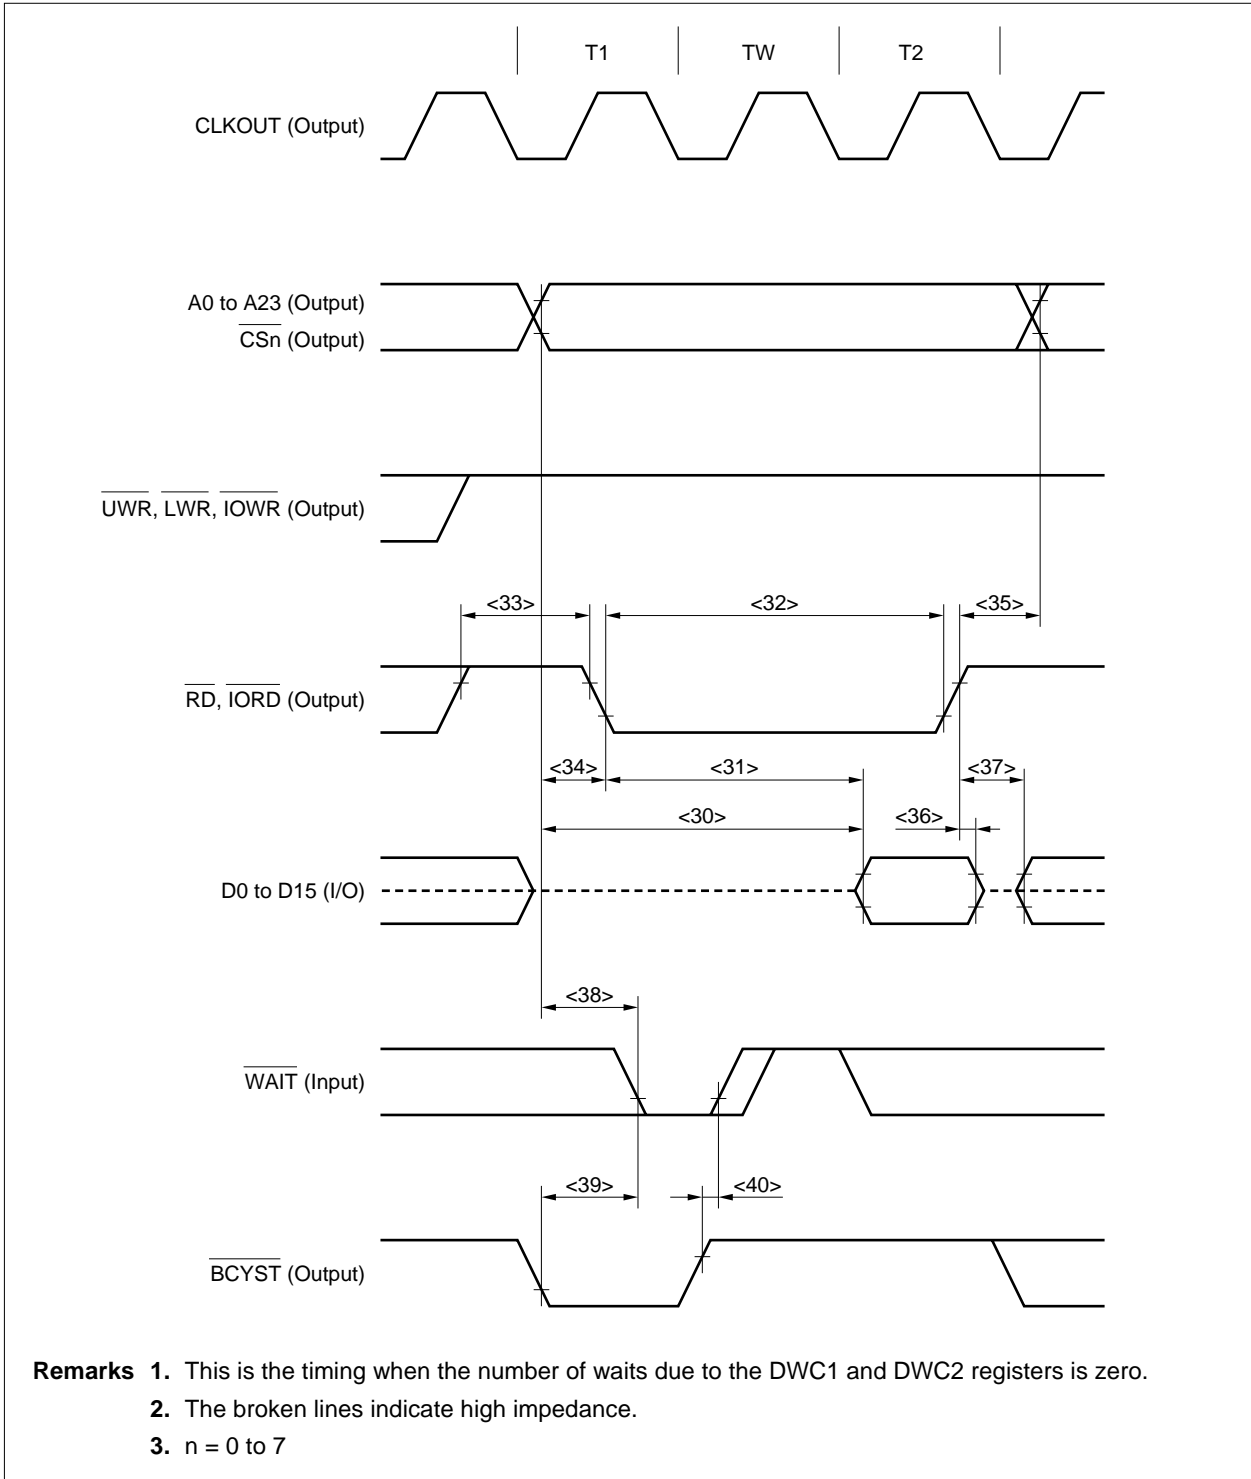 T1 TW T2
CLKOUT (Output)
A0 to A23 (Output)
CSn (Output)
UWR, LWR, IOWR (Output)
<33> <32> <35>
RD, IORD (Output)
<34> <31> <37>
<30> <36>
D0 to D15 (I/O)
<38>
WAIT (Input)
<39> <40>
BCYST (Output)
Remarks 1. This is the timing when the number of waits due to the DWC1 and DWC2 registers is zero.
2. The broken lines indicate high impedance.
3. n = 0 to 7